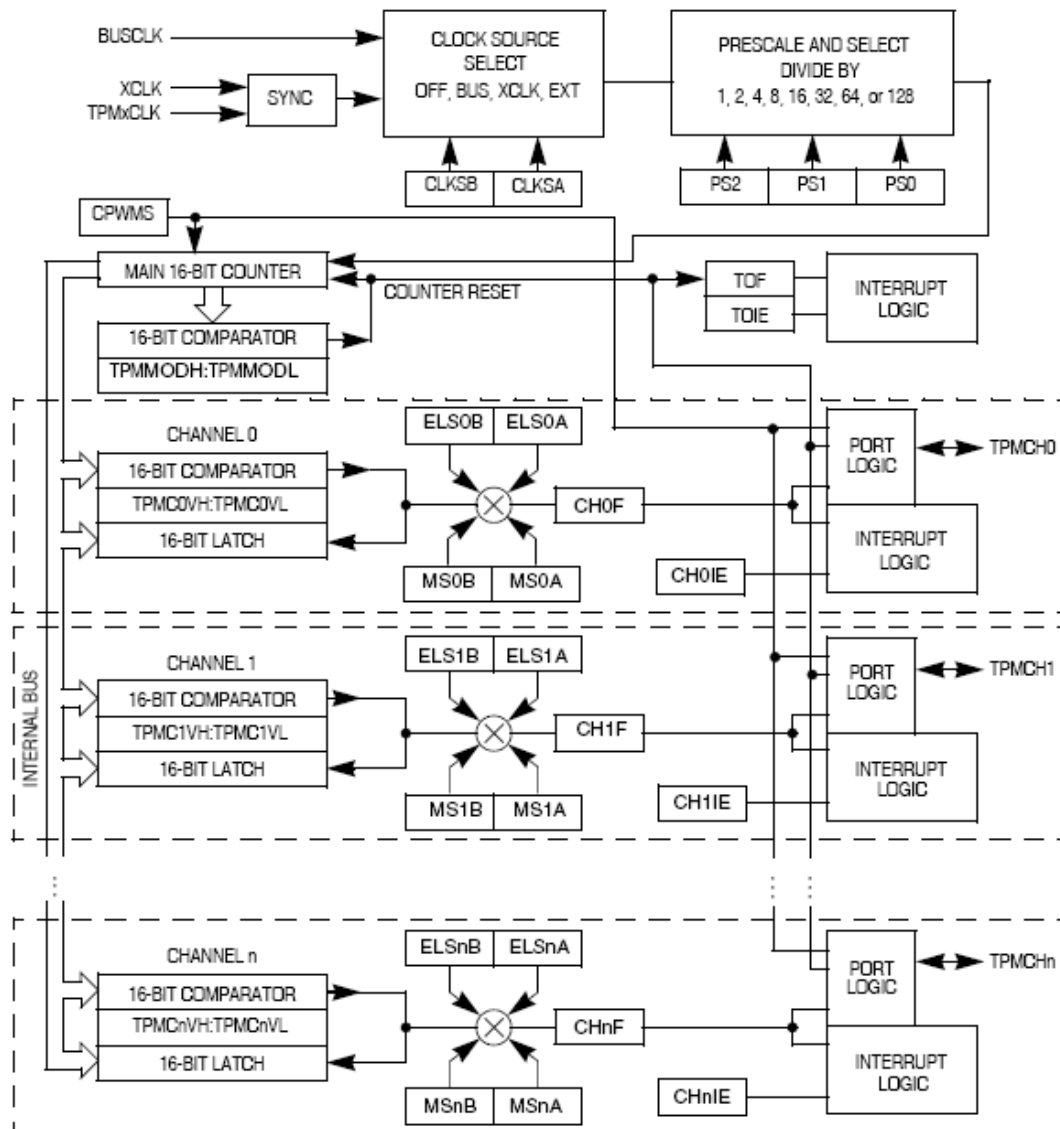 BUSCLK
XCLK
TPMxCLK
SYNC
CLOCK SOURCE
SELECT
OFF, BUS, XCLK, EXT
PRESCALE AND SELECT
DIVIDE BY
1, 2, 4, 8, 16, 32, 64, or 128
CLKSB
CLKSA
PS2
PS1
PS0
CPWMS
MAIN 16-BIT COUNTER
COUNTER RESET
16-BIT COMPARATOR
TPMMODH:TPMMODL
TOF
TOIE
INTERRUPT
LOGIC
INTERNAL BUS
CHANNEL 0
16-BIT COMPARATOR
TPMC0VH:TPMC0VL
16-BIT LATCH
ELS0B
ELS0A
MS0B
MS0A
CH0F
CH0IE
PORT
LOGIC
INTERRUPT
LOGIC
TPMCH0
CHANNEL 1
16-BIT COMPARATOR
TPMC1VH:TPMC1VL
16-BIT LATCH
ELS1B
ELS1A
MS1B
MS1A
CH1F
CH1IE
PORT
LOGIC
INTERRUPT
LOGIC
TPMCH1
...
... ...
CHANNEL n
16-BIT COMPARATOR
TPMCnVH:TPMCnVL
16-BIT LATCH
ELSnB
ELSnA
MSnB
MSnA
CHnF
CHnIE
PORT
LOGIC
INTERRUPT
LOGIC
TPMCHn